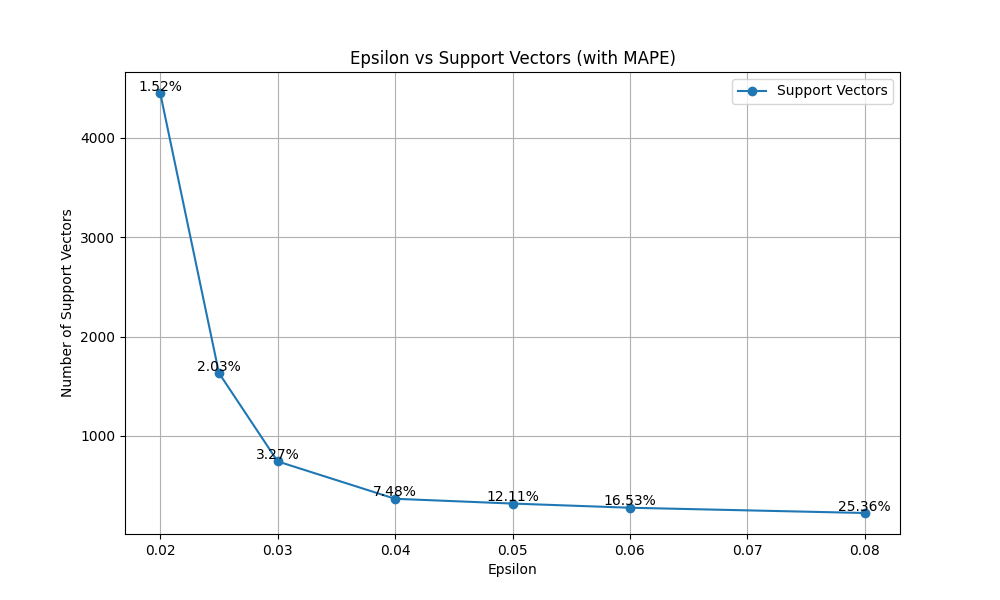 Epsilon vs Support Vectors (with MAPE)
Support Vectors
1.52%
2.03%
3.27%
7.48%
12.11%
16.53%
25.36%
4000
3000
2000
1000
Number of Support Vectors
0.02 0.03 0.04 0.05 0.06 0.07 0.08
Epsilon